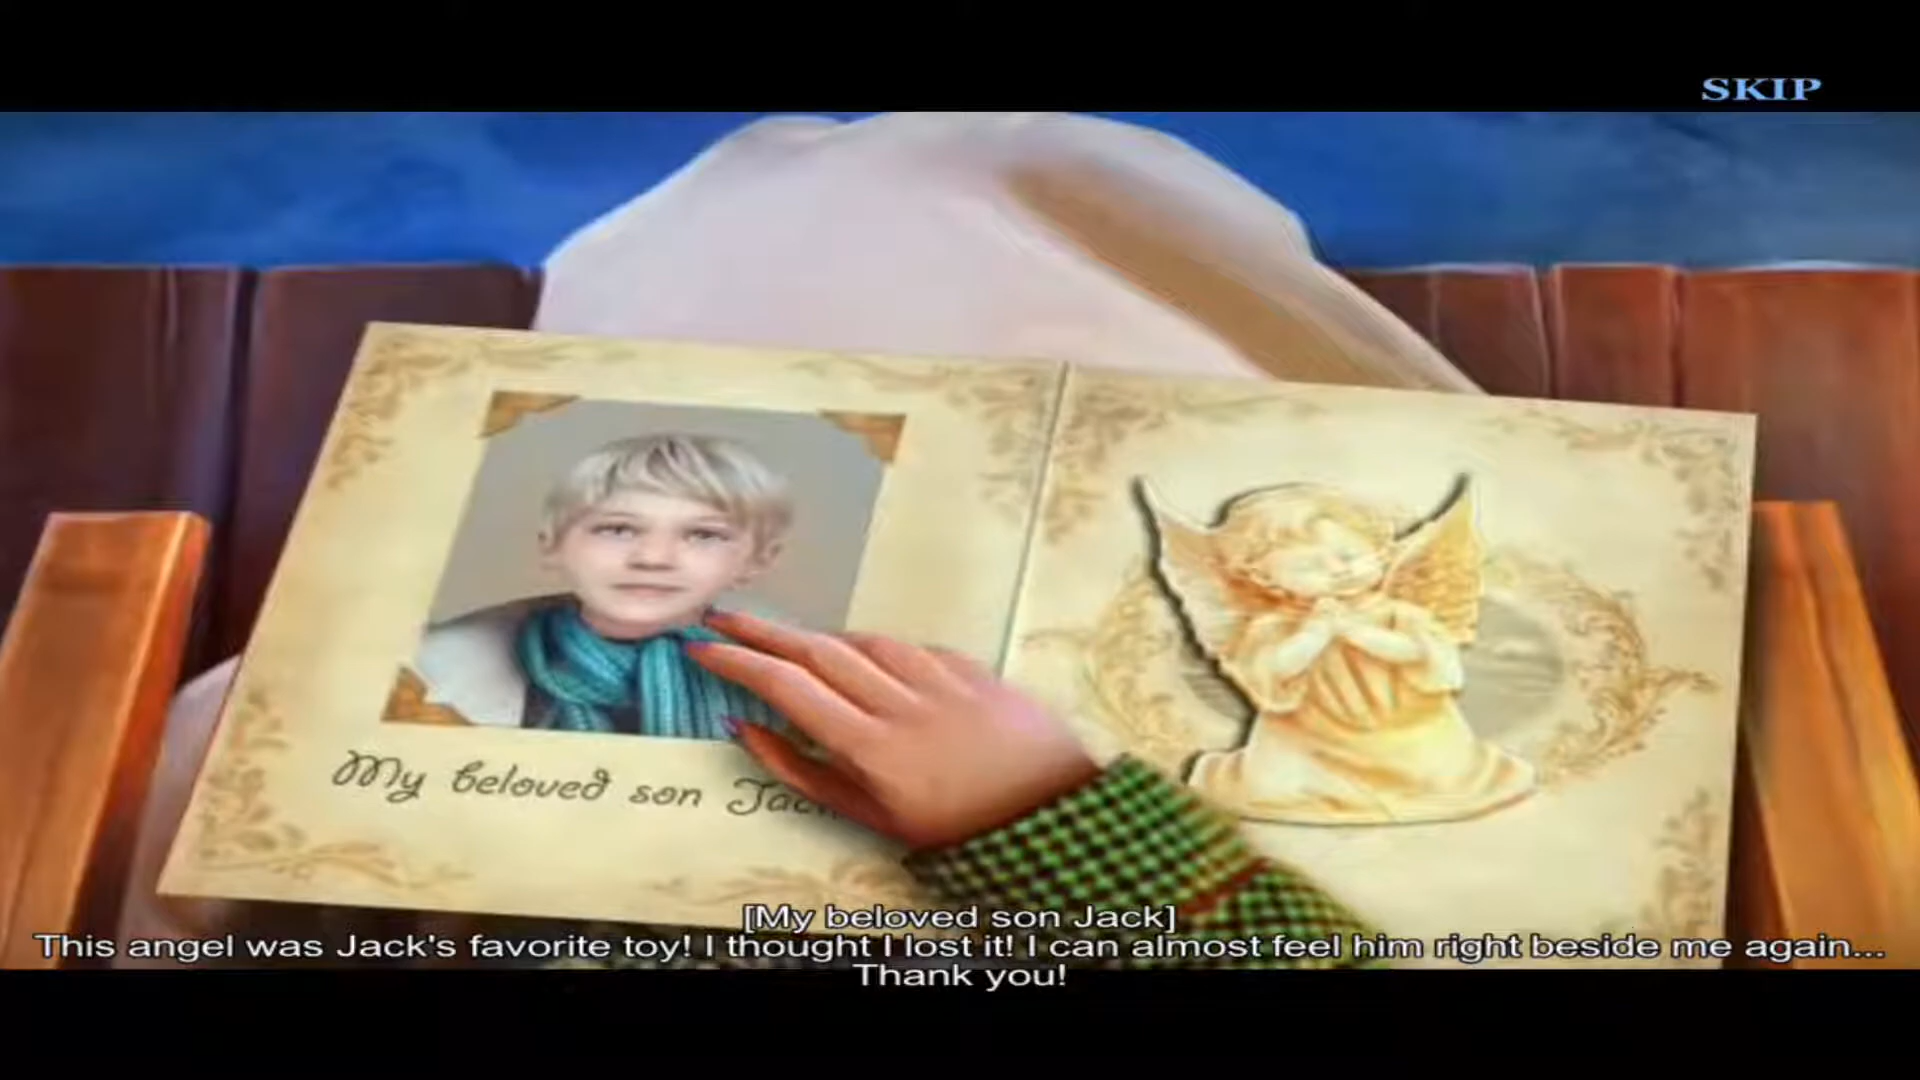 SKIP
My beloved son Jack
[My beloved son Jack]
This angel was Jack's favorite toy! I thought I lost it! I can almost feel him right beside me again...
Thank you!